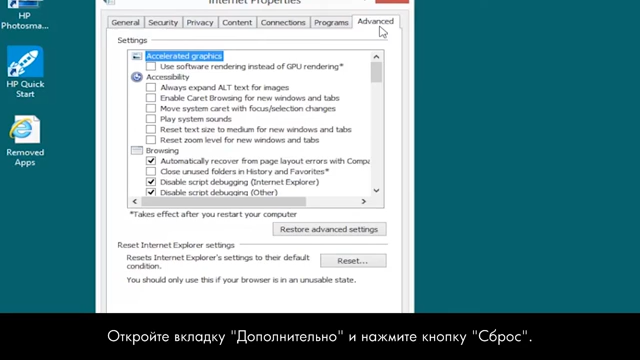 Internet Properties
General Security Privacy Content Connections Programs Advanced
HP
Photosma...
HP Quick
Start
Removed
Apps
Settings
Accelerated graphics
Use software rendering instead of GPU rendering*
Accessibility
Always expand ALT text for images
Enable Caret Browsing for new windows and tabs
Move system caret with focus/selection changes
Play system sounds
Reset text size to medium for new windows and tabs
Reset zoom level for new windows and tabs
Browsing
Automatically recover from page layout errors with Compa
Close unused folders in History and Favorites*
Disable script debugging (Internet Explorer)
Disable script debugging (Other)
*Takes effect after you restart your computer
Restore advanced settings
Reset Internet Explorer settings
Resets Internet Explorer's settings to their default
condition.
Reset...
You should only use this if your browser is in an unusable state.
Откройте вкладку "Дополнительно" и нажмите кнопку "Сброс".